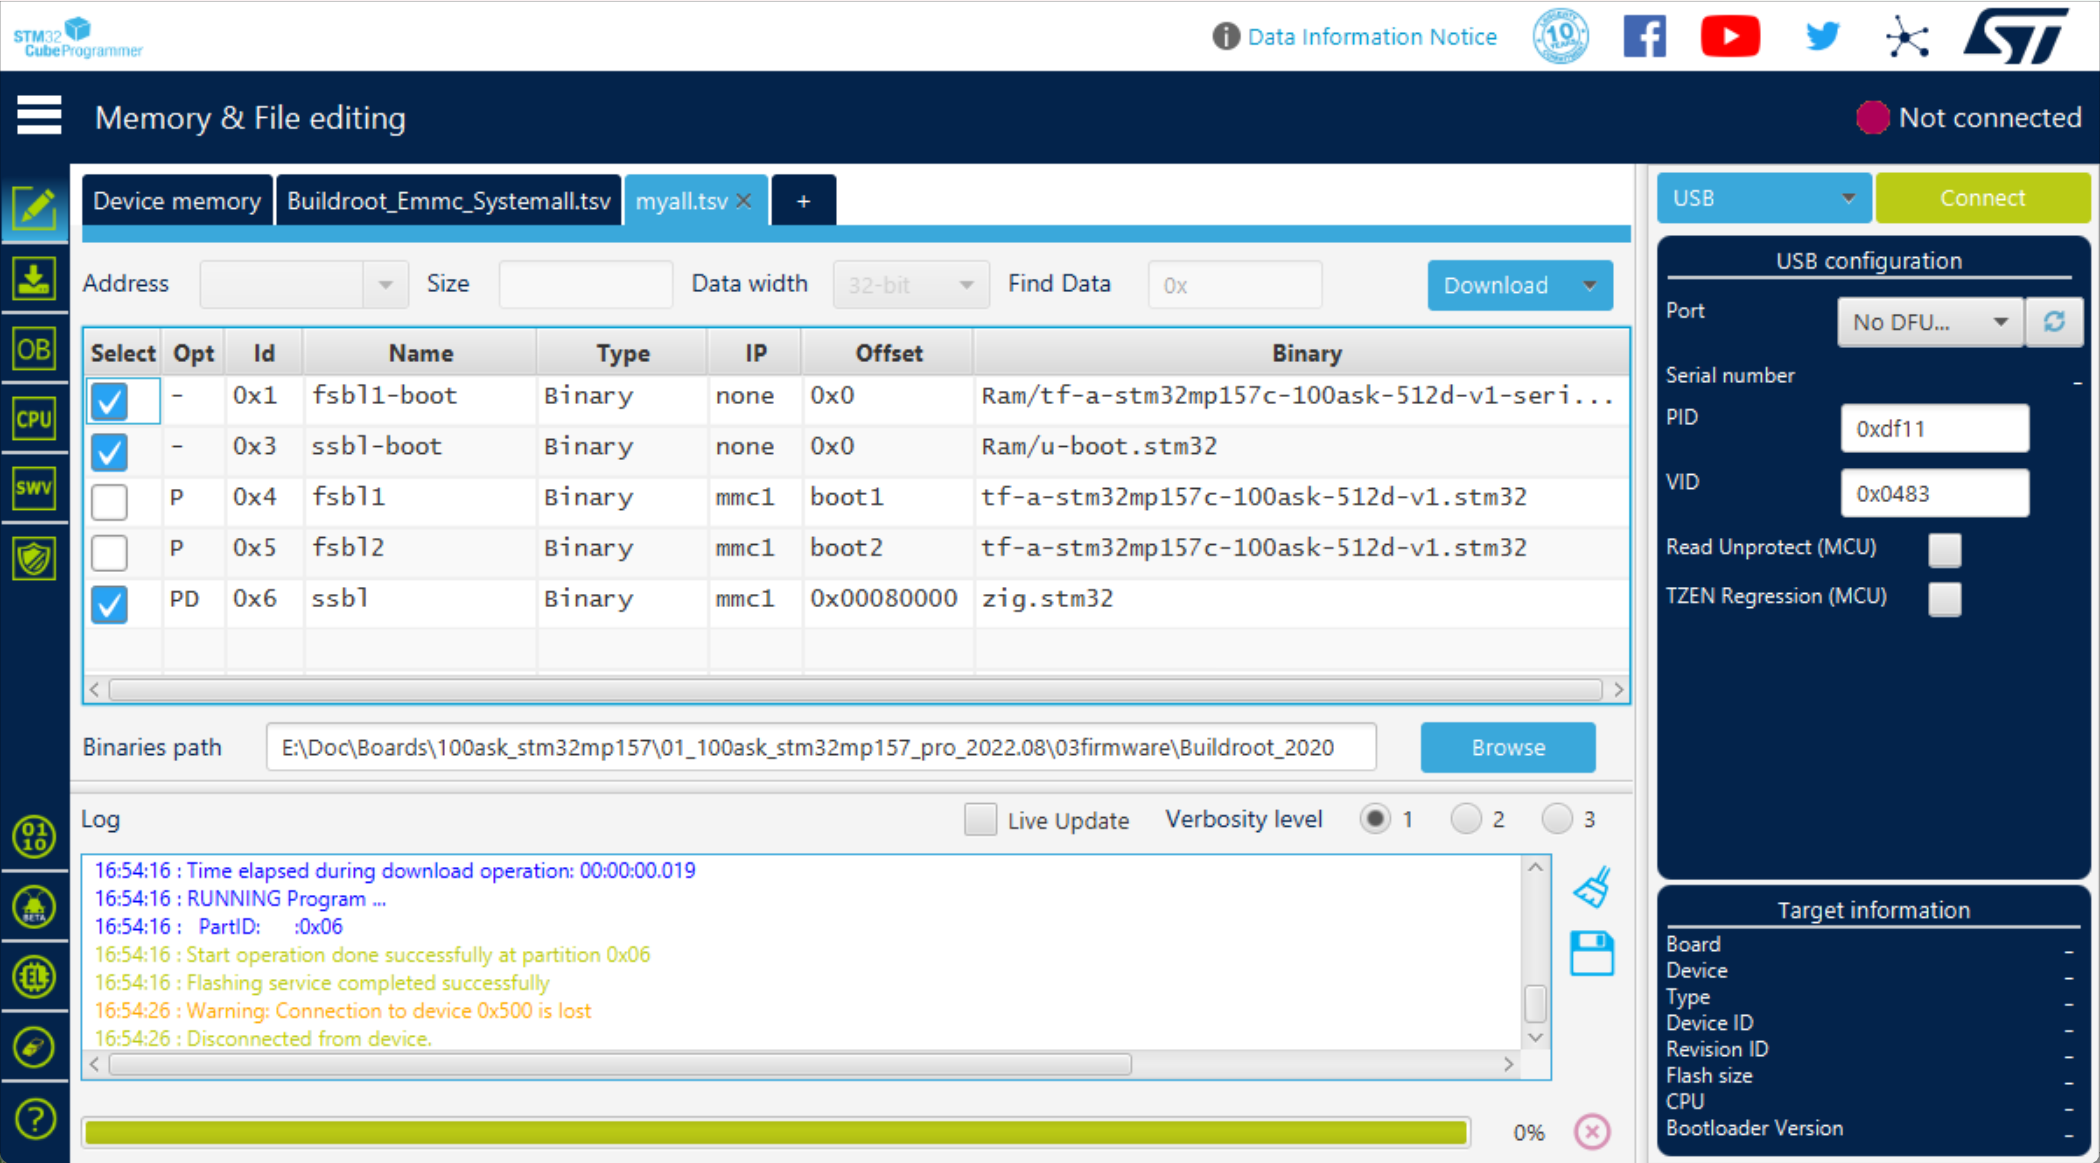 STM32
CubeProgrammer
Data Information Notice
LONGEVITY 10 YEARS COMMITMENT
Memory & File editing
Not connected
Device memory
Buildroot_Emmc_Systemall.tsv
myall.tsv
+
USB
Connect
Address
Size
Data width
32-bit
Find Data
0x
Download
Select Opt Id Name Type IP Offset Binary
- 0x1 fsbl1-boot Binary none 0x0 Ram/tf-a-stm32mp157c-100ask-512d-v1-seri...
- 0x3 ssbl-boot Binary none 0x0 Ram/u-boot.stm32
P 0x4 fsbl1 Binary mmc1 boot1 tf-a-stm32mp157c-100ask-512d-v1.stm32
P 0x5 fsbl2 Binary mmc1 boot2 tf-a-stm32mp157c-100ask-512d-v1.stm32
PD 0x6 ssbl Binary mmc1 0x00080000 zig.stm32
Binaries path
E:\Doc\Boards\100ask_stm32mp157\01_100ask_stm32mp157_pro_2022.08\03firmware\Buildroot_2020
Browse
Log
Live Update
Verbosity level
1
2
3
16:54:16 : Time elapsed during download operation: 00:00:00.019
16:54:16 : RUNNING Program ...
16:54:16 : PartID: :0x06
16:54:16 : Start operation done successfully at partition 0x06
16:54:16 : Flashing service completed successfully
16:54:26 : Warning: Connection to device 0x500 is lost
16:54:26 : Disconnected from device.
0%
OB
CPU
SWV
01
10
BETA
EL
?
USB configuration
Port
No DFU...
Serial number
-
PID
0xdf11
VID
0x0483
Read Unprotect (MCU)
TZEN Regression (MCU)
Target information
Board -
Device -
Type -
Device ID -
Revision ID -
Flash size -
CPU -
Bootloader Version -